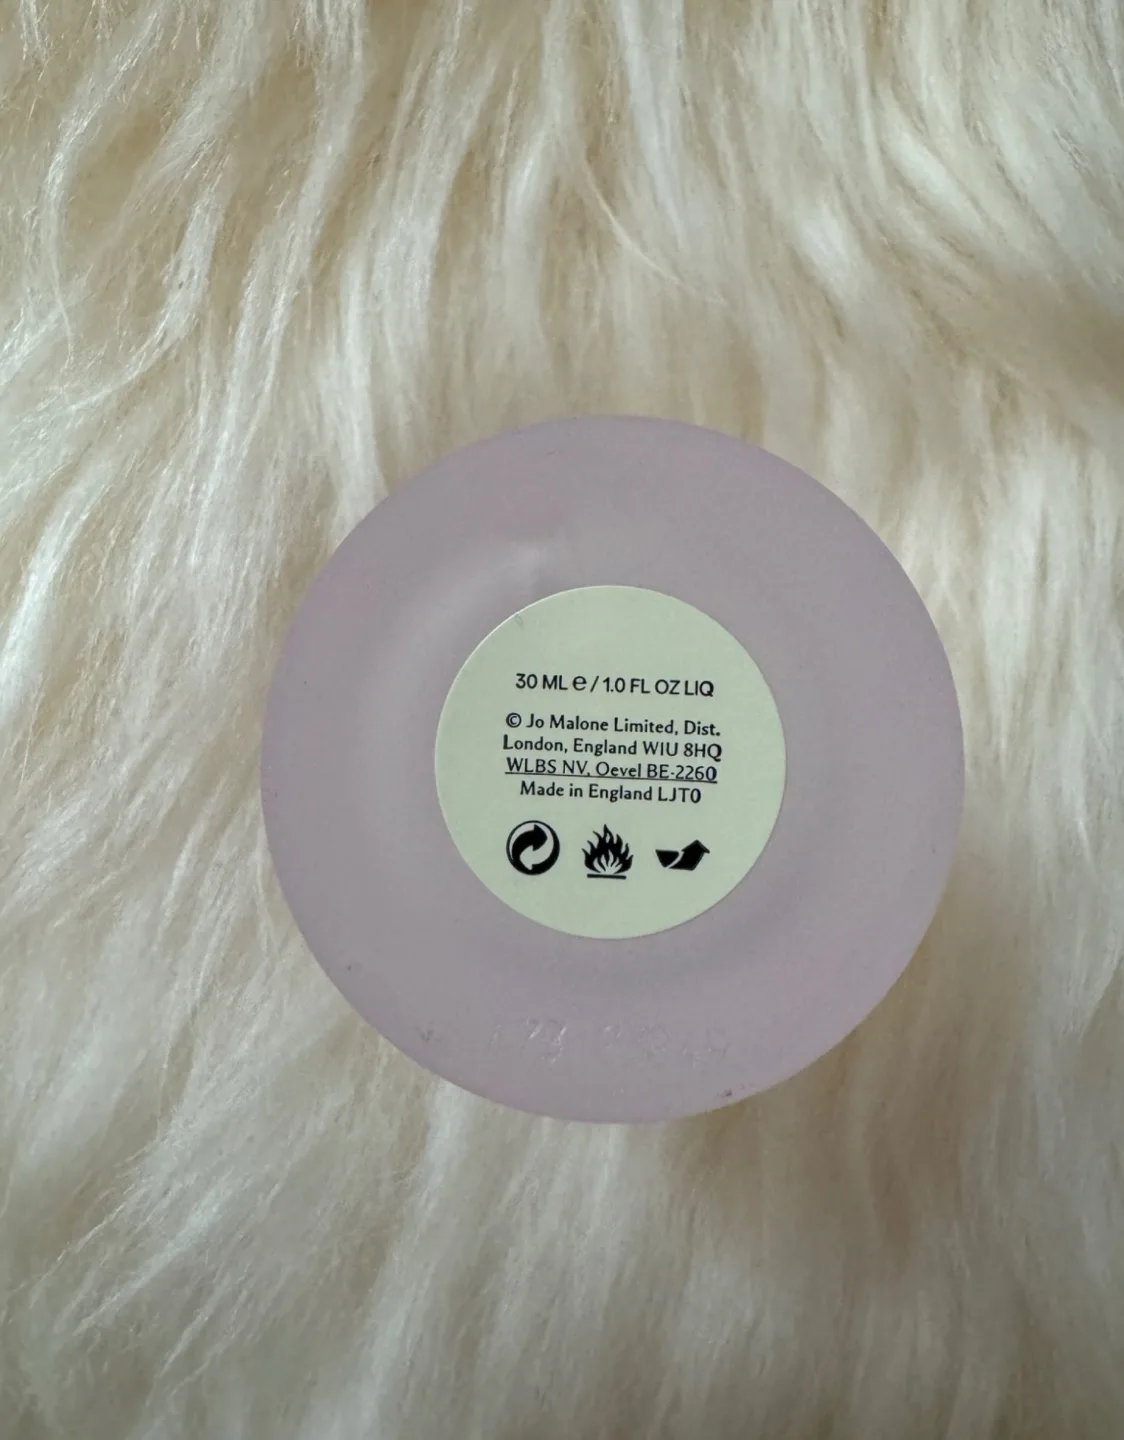 30 ML ℮ / 1.0 FL OZ LIQ
© Jo Malone Limited, Dist.
London, England WIU 8HQ
WLBS NV, Oevel BE-2260
Made in England LJT0